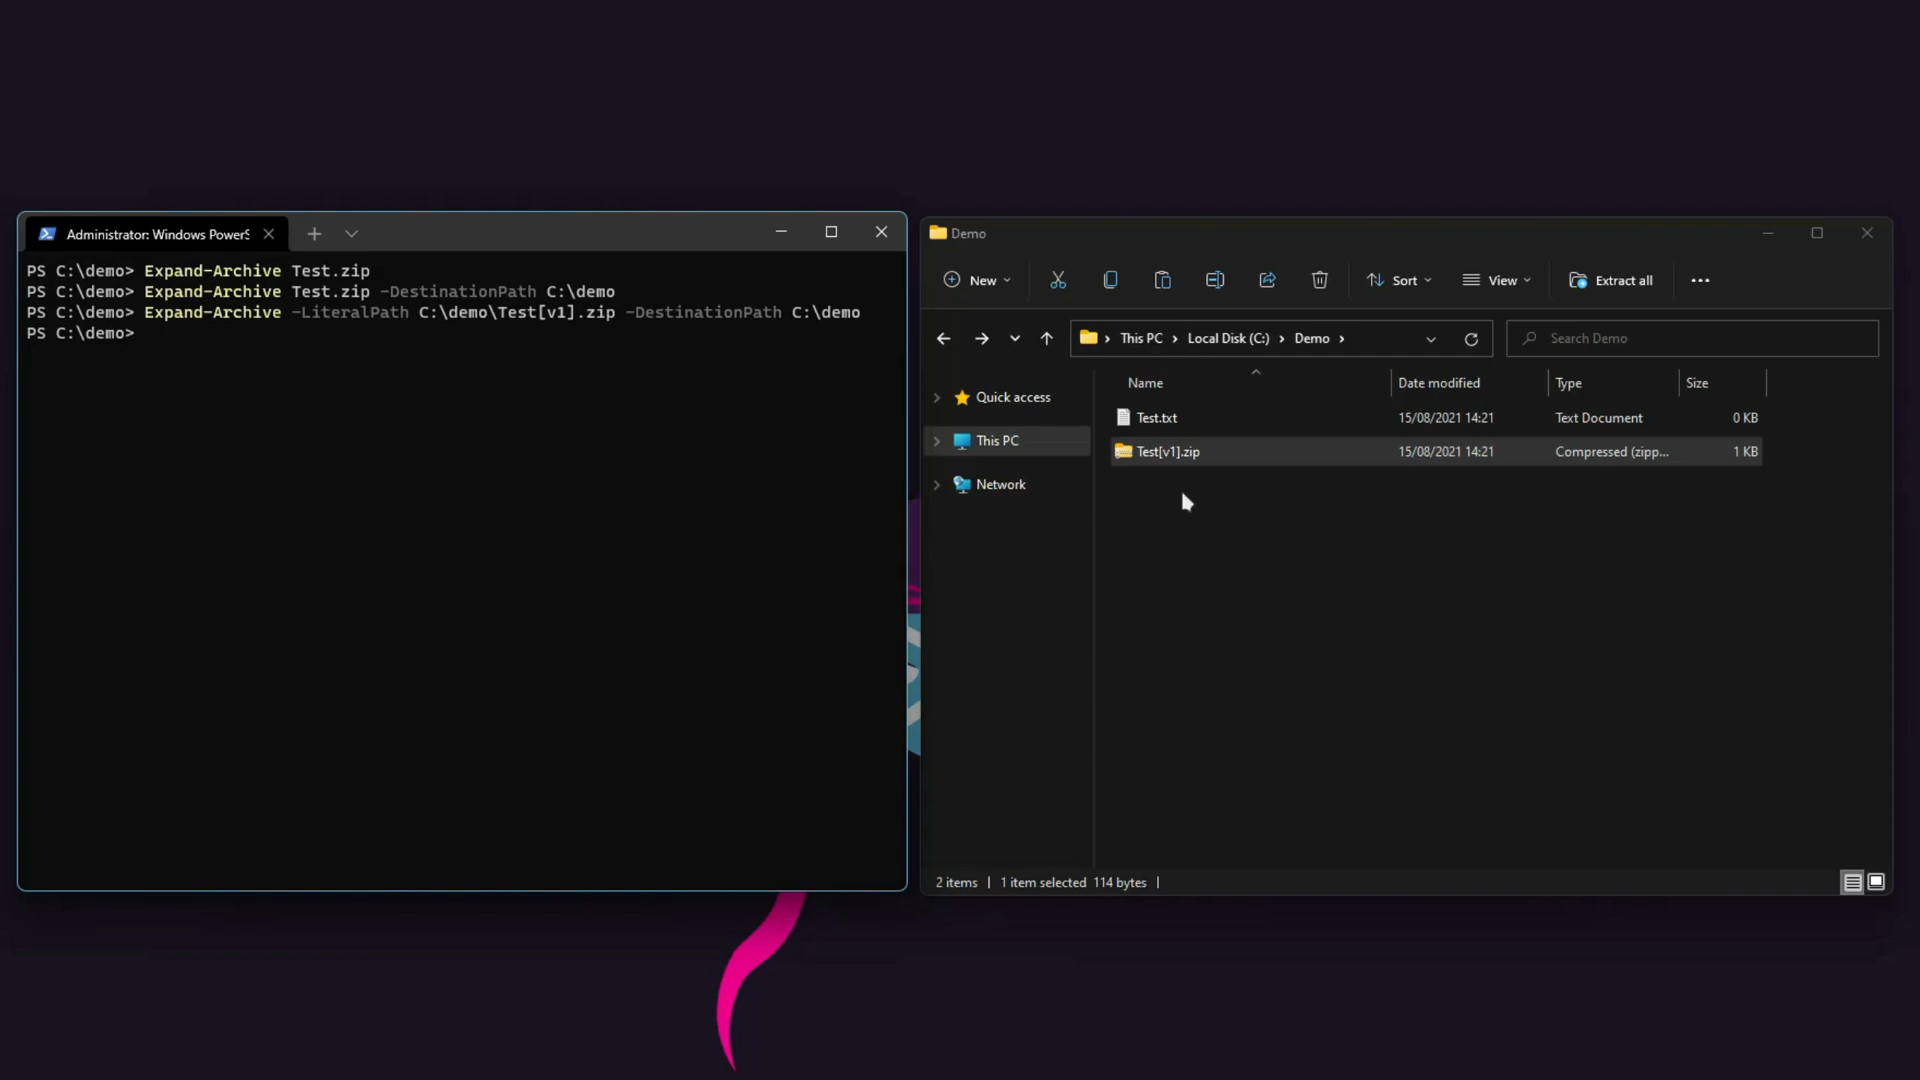 Administrator: Windows PowerS
PS C:\demo> Expand-Archive Test.zip
PS C:\demo> Expand-Archive Test.zip -DestinationPath C:\demo
PS C:\demo> Expand-Archive -LiteralPath C:\demo\Test[v1].zip -DestinationPath C:\demo
PS C:\demo>
Demo
New Sort View Extract all
This PC Local Disk (C:) Demo Search Demo
Name Date modified Type Size
Quick access
This PC
Network
Test.txt 15/08/2021 14:21 Text Document 0 KB
Test[v1].zip 15/08/2021 14:21 Compressed (zipp... 1 KB
2 items 1 item selected 114 bytes